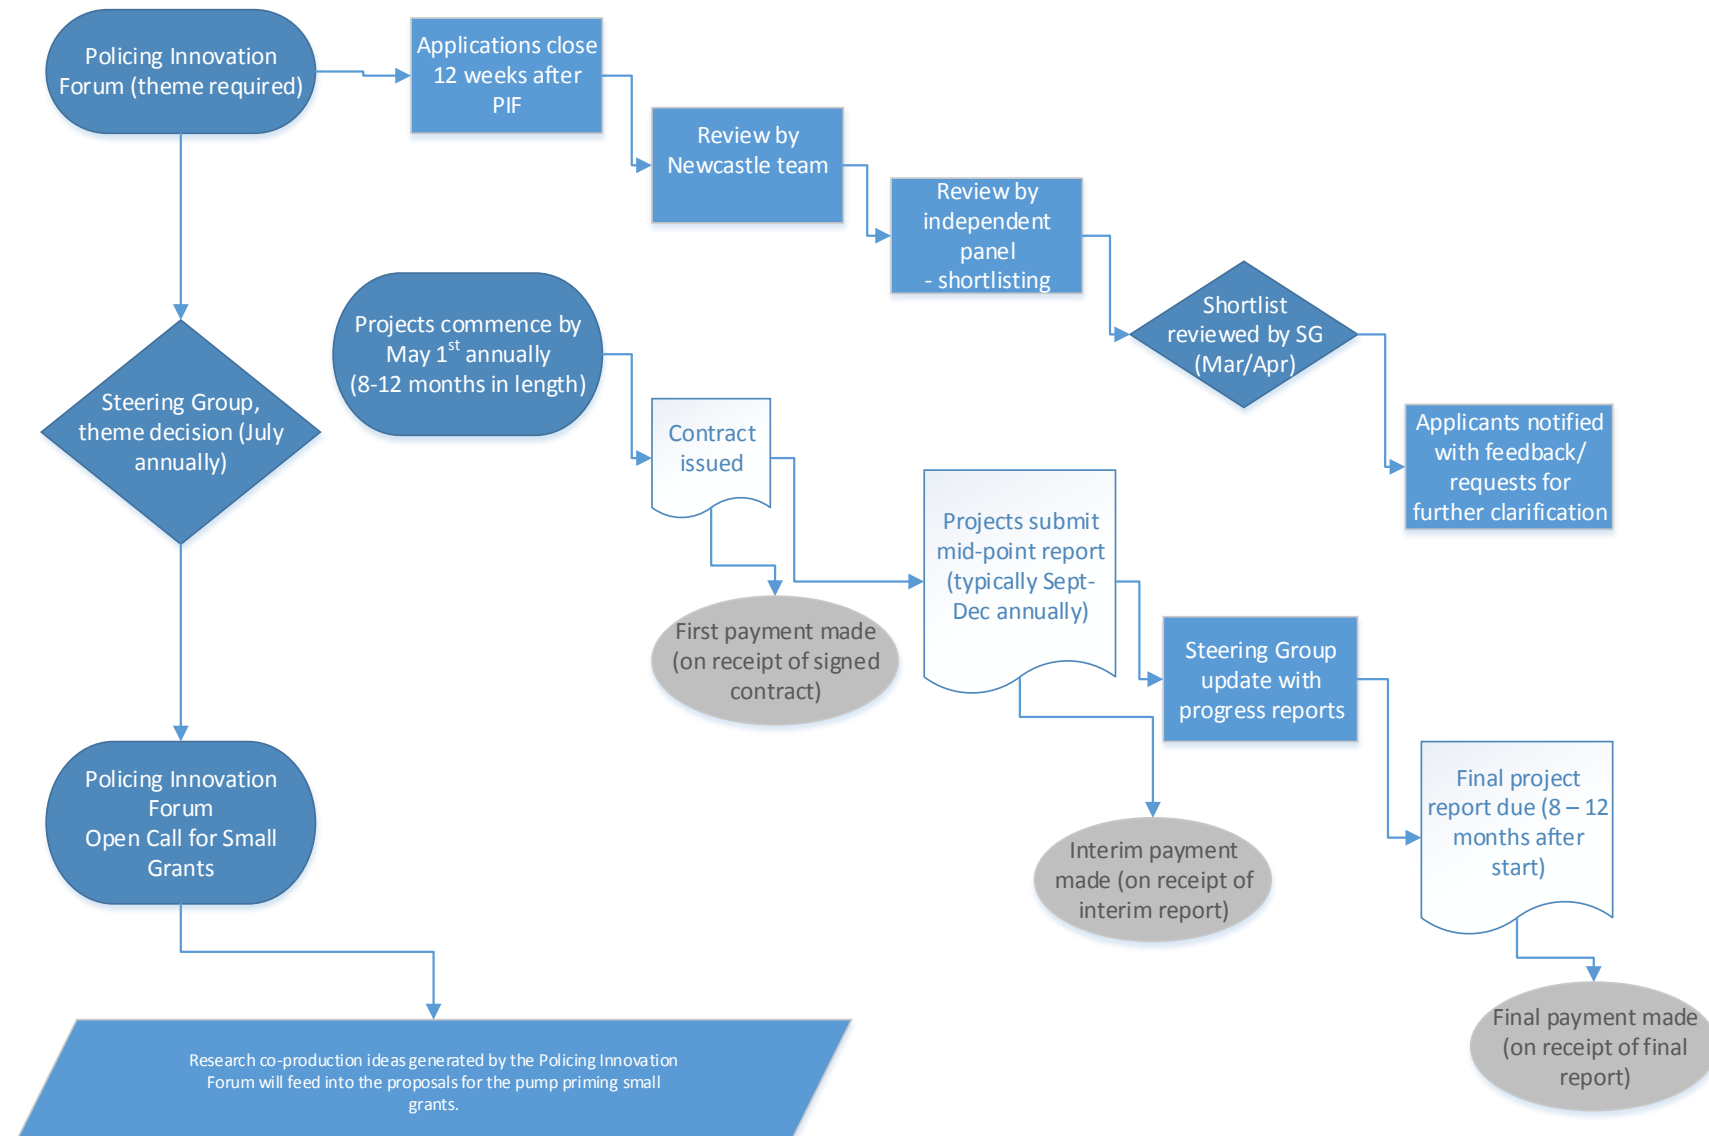 Policing Innovation
Forum (theme required)
Applications close
12 weeks after
PIF
Review by
Newcastle team
Review by
independent
panel
- shortlisting
Shortlist
reviewed by SG
(Mar/Apr)
Applicants notified
with feedback/
requests for
further clarification
Steering Group,
theme decision (July
annually)
Policing Innovation
Forum
Open Call for Small
Grants
Research co-production ideas generated by the Policing Innovation
Forum will feed into the proposals for the pump priming small
grants.
Projects commence by
May 1st annually
(8-12 months in length)
Contract
issued
First payment made
(on receipt of signed
contract)
Projects submit
mid-point report
(typically Sept-
Dec annually)
Interim payment
made (on receipt of
interim report)
Steering Group
update with
progress reports
Final project
report due (8 – 12
months after
start)
Final payment made
(on receipt of final
report)